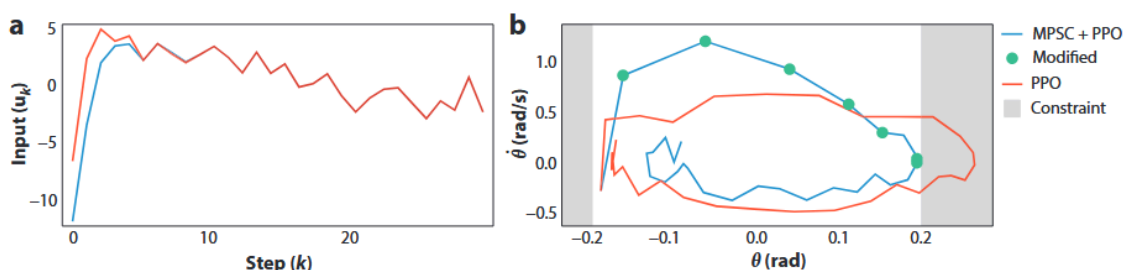 a
5
0
−5
−10
Input (uk)
0
10
20
Step (k)
b
1.0
0.5
0.0
−0.5
θ̇ (rad/s)
−0.2
−0.1
0.0
0.1
0.2
θ (rad)
MPSC + PPO
Modified
PPO
Constraint